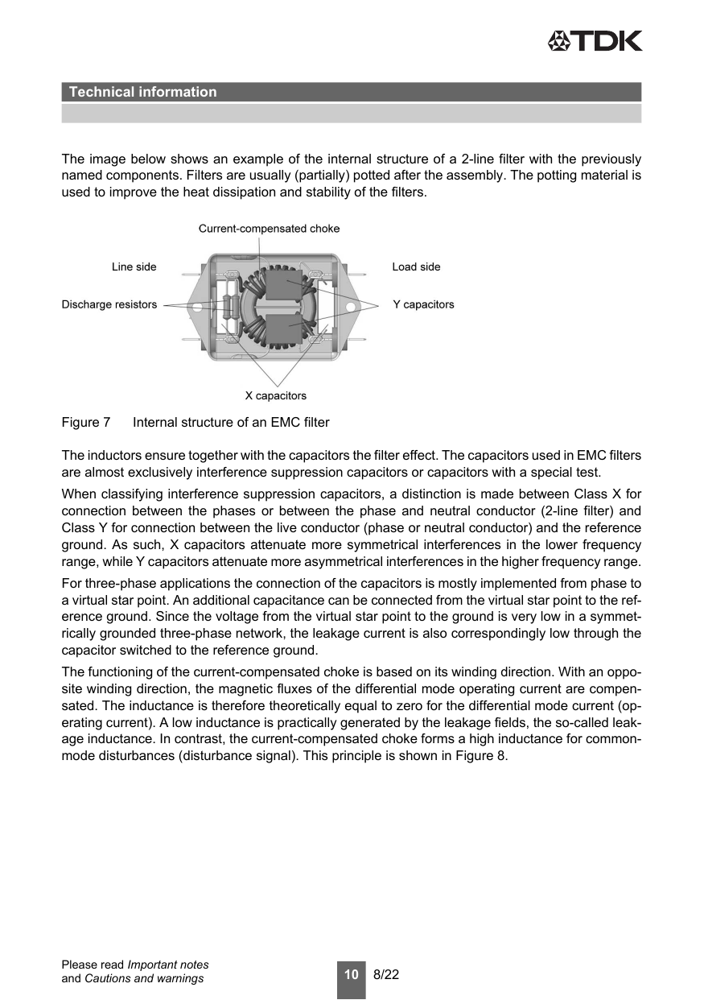 TDK
Technical information
The image below shows an example of the internal structure of a 2-line filter with the previously
named components. Filters are usually (partially) potted after the assembly. The potting material is
used to improve the heat dissipation and stability of the filters.
Current-compensated choke
Line side
Load side
Discharge resistors
Y capacitors
X capacitors
Figure 7 Internal structure of an EMC filter
The inductors ensure together with the capacitors the filter effect. The capacitors used in EMC filters
are almost exclusively interference suppression capacitors or capacitors with a special test.
When classifying interference suppression capacitors, a distinction is made between Class X for
connection between the phases or between the phase and neutral conductor (2-line filter) and
Class Y for connection between the live conductor (phase or neutral conductor) and the reference
ground. As such, X capacitors attenuate more symmetrical interferences in the lower frequency
range, while Y capacitors attenuate more asymmetrical interferences in the higher frequency range.
For three-phase applications the connection of the capacitors is mostly implemented from phase to
a virtual star point. An additional capacitance can be connected from the virtual star point to the ref-
erence ground. Since the voltage from the virtual star point to the ground is very low in a symmet-
rically grounded three-phase network, the leakage current is also correspondingly low through the
capacitor switched to the reference ground.
The functioning of the current-compensated choke is based on its winding direction. With an oppo-
site winding direction, the magnetic fluxes of the differential mode operating current are compen-
sated. The inductance is therefore theoretically equal to zero for the differential mode current (op-
erating current). A low inductance is practically generated by the leakage fields, the so-called leak-
age inductance. In contrast, the current-compensated choke forms a high inductance for common-
mode disturbances (disturbance signal). This principle is shown in Figure 8.
Please read Important notes
and Cautions and warnings
10 8/22